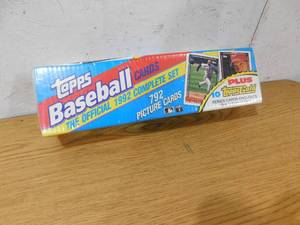 Topps
Baseball CARDS
THE OFFICIAL 1992 COMPLETE SET
792
PICTURE CARDS
PLUS
10 Topps Gold